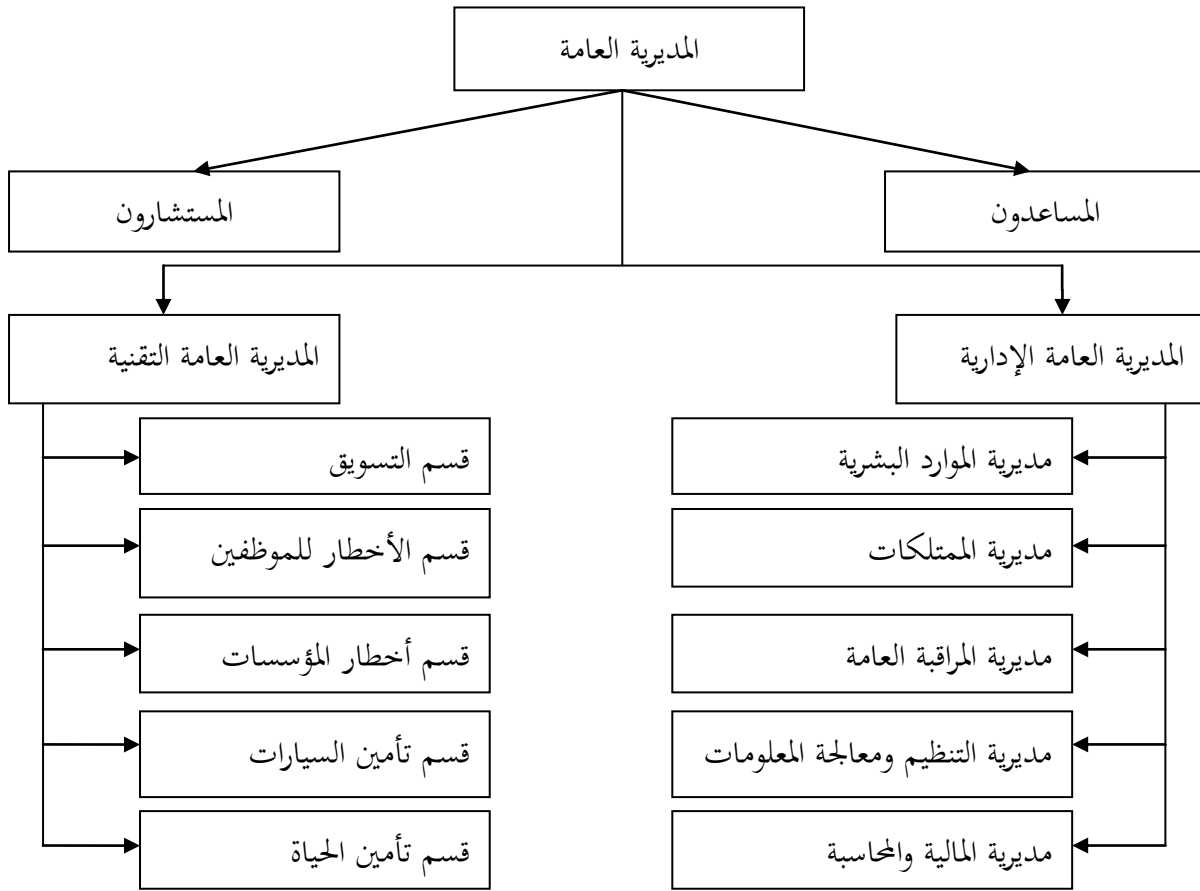 المديرية العامة
المساعدون
المستشارون
المديرية العامة الإدارية
المديرية العامة التقنية
مديرية الموارد البشرية
قسم التسويق
مديرية الممتلكات
قسم الأخطار للموظفين
مديرية المراقبة العامة
قسم أخطار المؤسسات
مديرية التنظيم ومعالجة المعلومات
قسم تأمين السيارات
مديرية المالية والمحاسبة
قسم تأمين الحياة